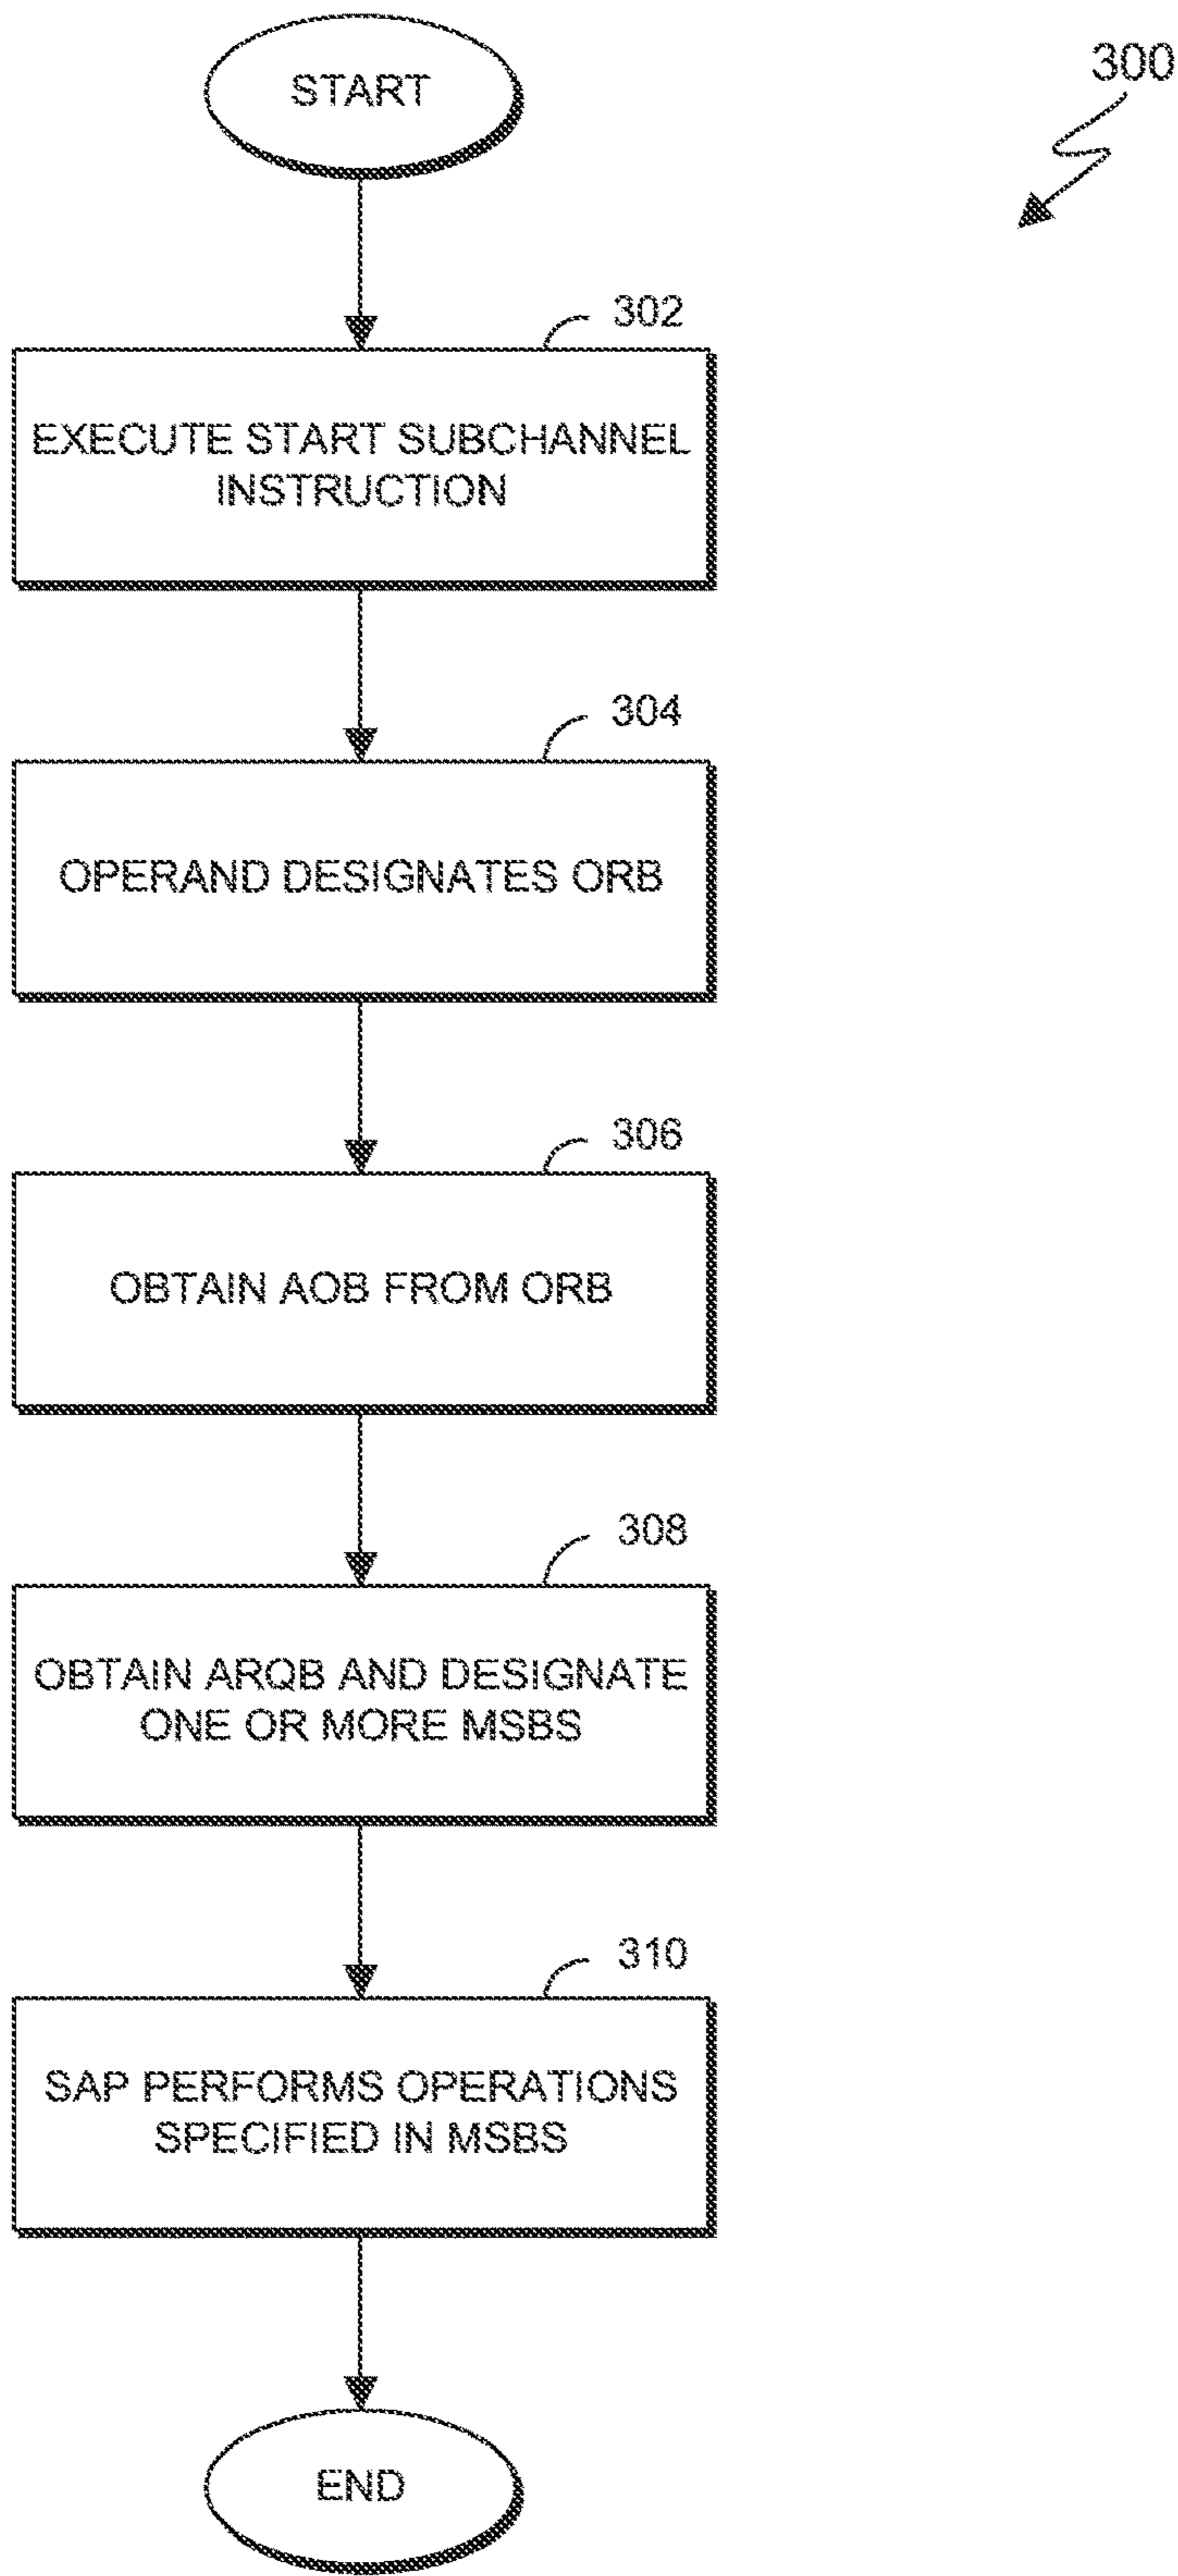 START
300
302
EXECUTE START SUBCHANNEL
INSTRUCTION
304
OPERAND DESIGNATES ORB
306
OBTAIN AOB FROM ORB
308
OBTAIN ARQB AND DESIGNATE
ONE OR MORE MSBS
310
SAP PERFORMS OPERATIONS
SPECIFIED IN MSBS
END